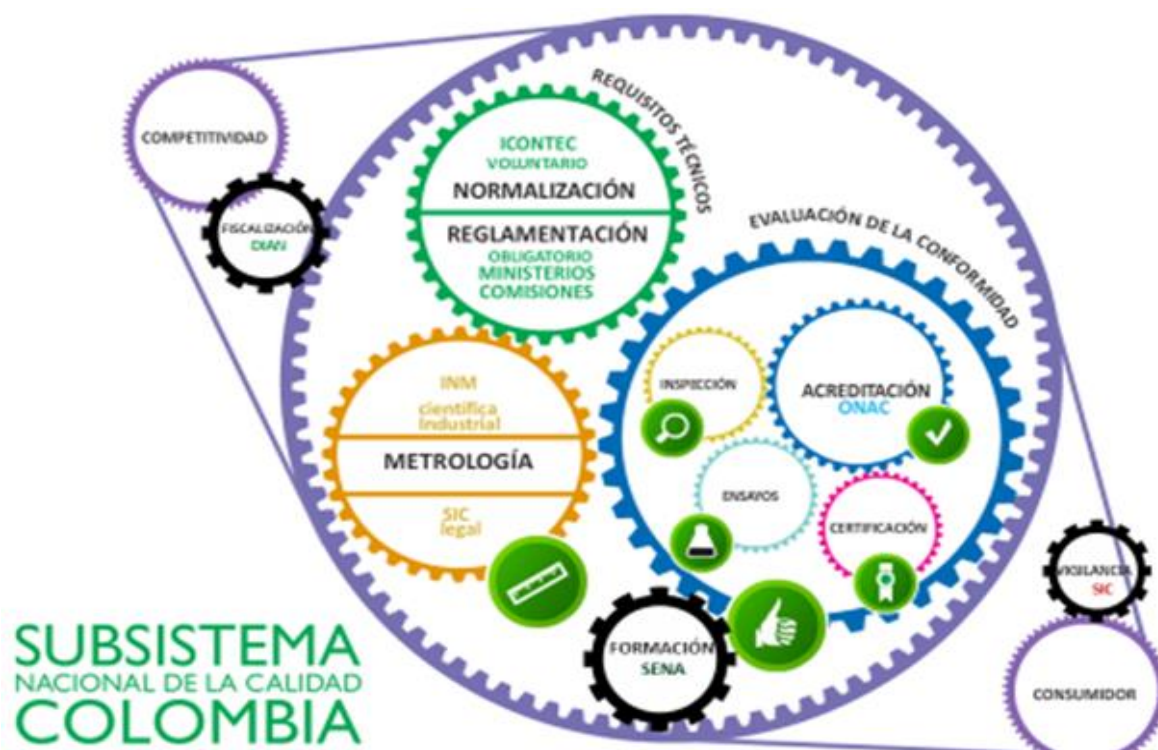 COMPETITIVIDAD
FISCALIZACIÓN
DIAN
REQUISITOS TÉCNICOS
ICONTEC
VOLUNTARIO
NORMALIZACIÓN
REGLAMENTACIÓN
OBLIGATORIO
MINISTERIOS
COMISIONES
EVALUACIÓN DE LA CONFORMIDAD
INSPECCIÓN
ACREDITACIÓN
ONAC
ENSAYOS
CERTIFICACIÓN
INM
científica
Industrial
METROLOGÍA
SIC
legal
FORMACIÓN
SENA
VIGILANCIA
SIC
CONSUMIDOR
SUBSISTEMA
NACIONAL DE LA CALIDAD
COLOMBIA